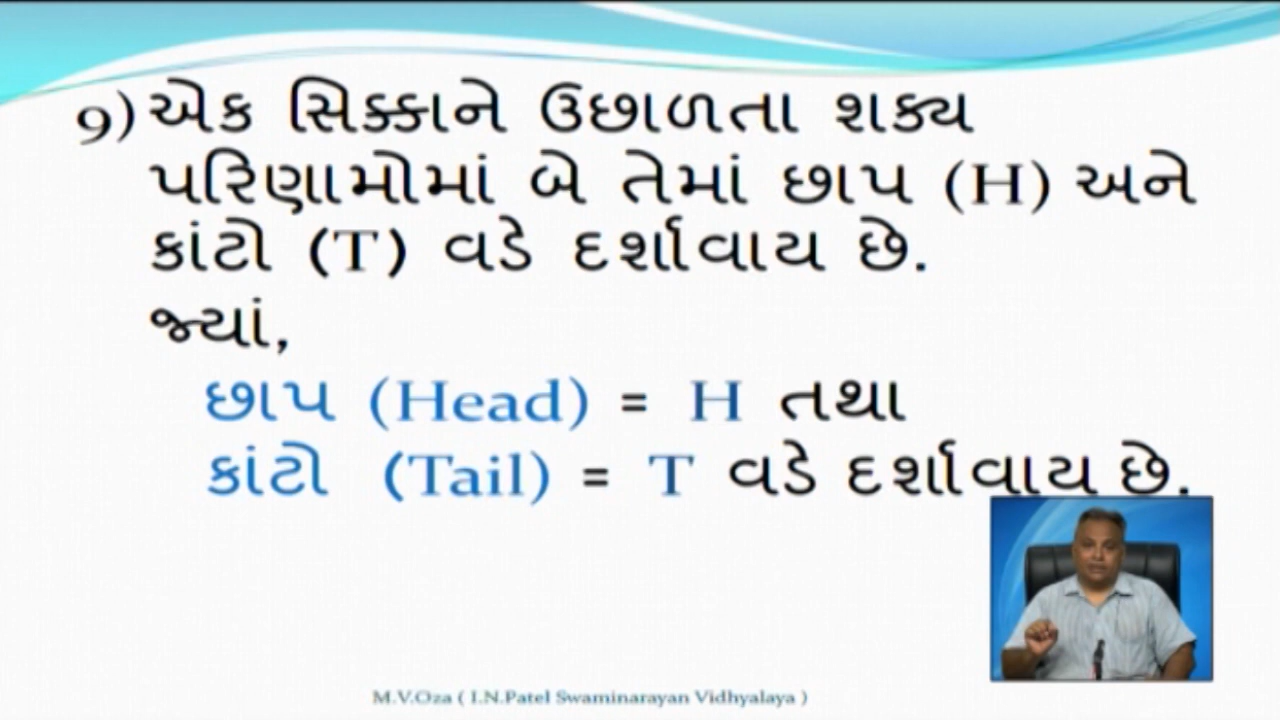 9) એક સિક્કાને ઉછાળતા શક્ય
પરિણામોમાં બે તેમાં છાપ (H) અને
કાંટો (T) વડે દર્શાવાય છે.
જ્યાં,
છાપ (Head) = H તથા
કાંટો (Tail) = T વડે દર્શાવાય છે.
M.V.Oza ( I.N.Patel Swaminarayan Vidhyalaya )